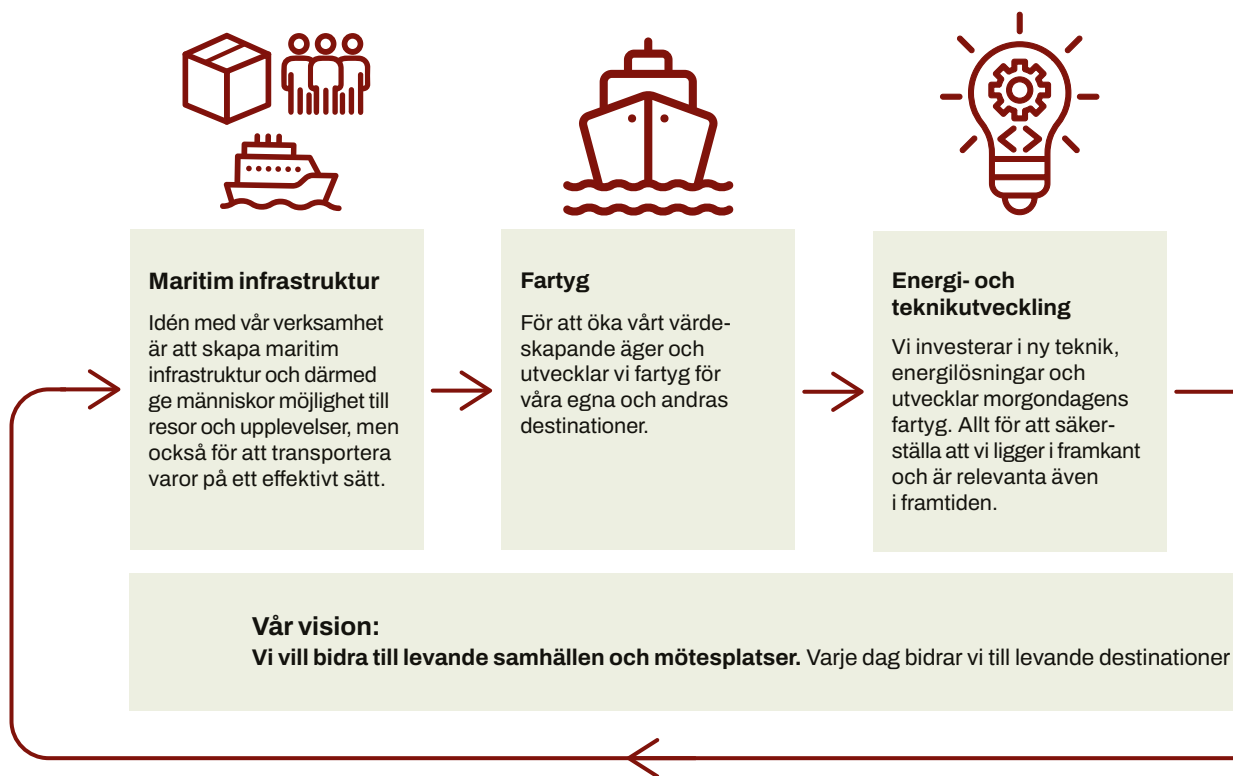 Maritim infrastruktur
Idén med vår verksamhet
är att skapa maritim
infrastruktur och därmed
ge människor möjlighet till
resor och upplevelser, men
också för att transportera
varor på ett effektivt sätt.
Fartyg
För att öka vårt värde-
skapande äger och
utvecklar vi fartyg för
våra egna och andras
destinationer.
Energi- och
teknikutveckling
Vi investerar i ny teknik,
energilösningar och
utvecklar morgondagens
fartyg. Allt för att säker-
ställa att vi ligger i framkant
och är relevanta även
i framtiden.
Vår vision:
Vi vill bidra till levande samhällen och mötesplatser. Varje dag bidrar vi till levande destinationer